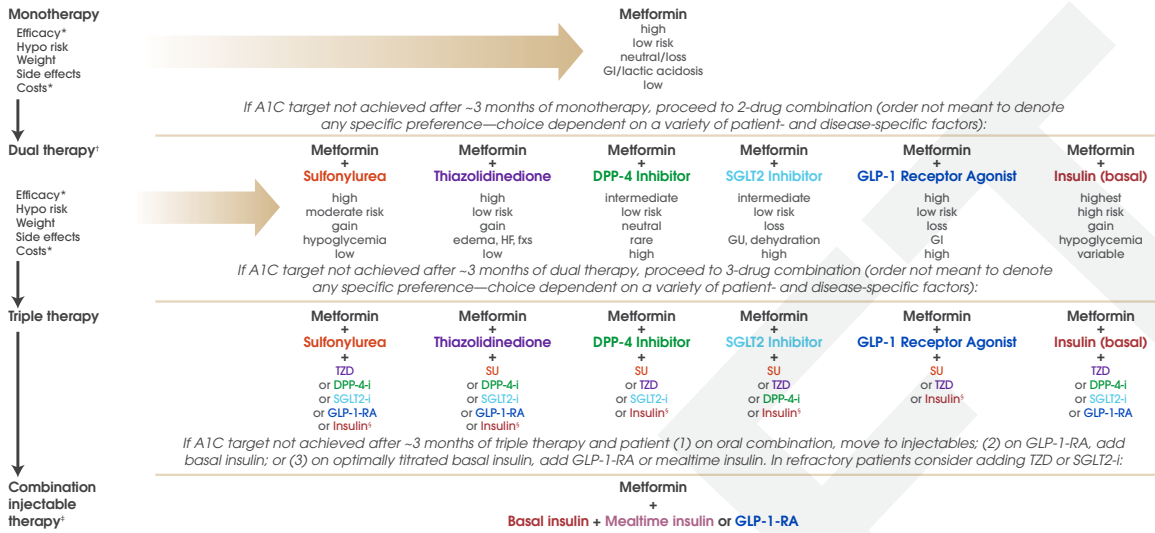 Monotherapy
Metformin
Efficacy*
high
Hypo risk
low risk
Weight
neutral/loss
Side effects
GI/lactic acidosis
Costs*
low
If A1C target not achieved after ~3 months of monotherapy, proceed to 2-drug combination (order not meant to denote
any specific preference—choice dependent on a variety of patient- and disease-specific factors):
Dual therapy†
Metformin Metformin Metformin Metformin Metformin Metformin
+ + + + + +
Sulfonylurea Thiazolidinedione DPP-4 Inhibitor SGLT2 Inhibitor GLP-1 Receptor Agonist Insulin (basal)
Efficacy* high high intermediate intermediate high highest
Hypo risk moderate risk low risk low risk low risk low risk high risk
Weight gain gain neutral loss loss gain
Side effects hypoglycemia edema, HF, fxs rare GU, dehydration GI hypoglycemia
Costs* low low high high high variable
If A1C target not achieved after ~3 months of dual therapy, proceed to 3-drug combination (order not meant to denote
any specific preference—choice dependent on a variety of patient- and disease-specific factors):
Triple therapy
Metformin Metformin Metformin Metformin Metformin Metformin
+ + + + + +
Sulfonylurea Thiazolidinedione DPP-4 Inhibitor SGLT2 Inhibitor GLP-1 Receptor Agonist Insulin (basal)
+ + + + + +
TZD SU SU SU SU TZD
or DPP-4-i or DPP-4-i or TZD or TZD or TZD or DPP-4-i
or SGLT2-i or SGLT2-i or SGLT2-i or DPP-4-i or Insulin§ or SGLT2-i
or GLP-1-RA or GLP-1-RA or Insulin§ or Insulin§ or GLP-1-RA
or Insulin§ or Insulin§
If A1C target not achieved after ~3 months of triple therapy and patient (1) on oral combination, move to injectables; (2) on GLP-1-RA, add
basal insulin; or (3) on optimally titrated basal insulin, add GLP-1-RA or mealtime insulin. In refractory patients consider adding TZD or SGLT2-i:
Combination
injectable
therapy‡
Metformin
+
Basal insulin + Mealtime insulin or GLP-1-RA